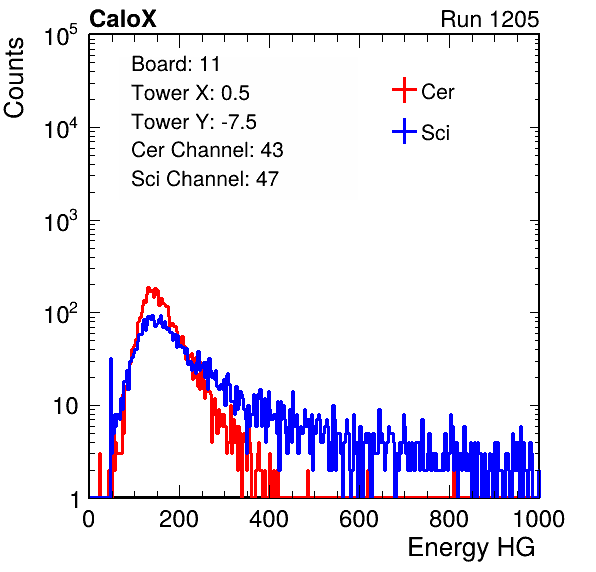 CaloX Run 1205
Board: 11
Tower X: 0.5
Tower Y: -7.5
Cer Channel: 43
Sci Channel: 47
Cer
Sci
Counts
10^5
10^4
10^3
10^2
10
1
0 200 400 600 800 1000
Energy HG